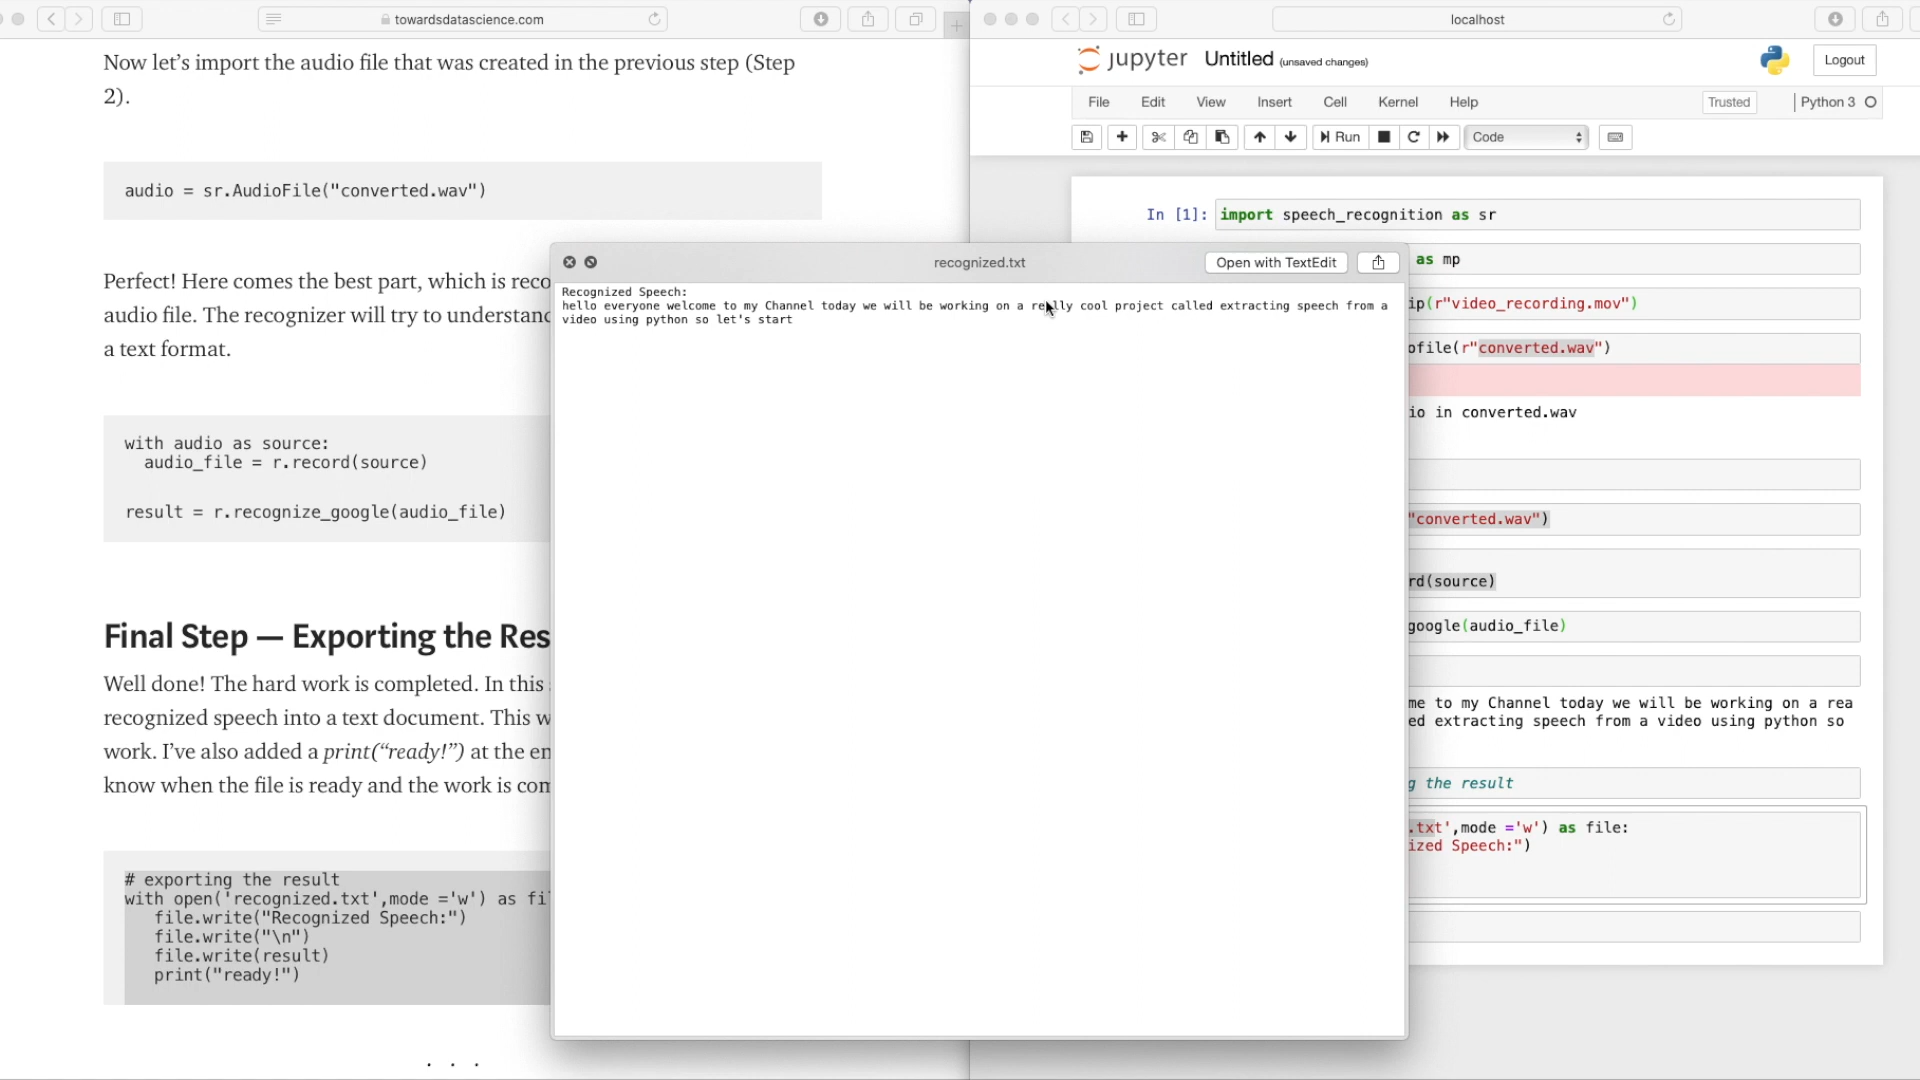 towardsdatascience.com
Now let's import the audio file that was created in the previous step (Step
2).
audio = sr.AudioFile("converted.wav")
Perfect! Here comes the best part, which is reco
audio file. The recognizer will try to understand
a text format.
with audio as source:
audio_file = r.record(source)
result = r.recognize_google(audio_file)
Final Step — Exporting the Res
Well done! The hard work is completed. In this
recognized speech into a text document. This w
work. I've also added a print("ready!") at the en
know when the file is ready and the work is com
# exporting the result
with open('recognized.txt',mode ='w') as fil
file.write("Recognized Speech:")
file.write("\n")
file.write(result)
print("ready!")
. . .
recognized.txt
Open with TextEdit
Recognized Speech:
hello everyone welcome to my Channel today we will be working on a really cool project called extracting speech from a
video using python so let's start
localhost
jupyter Untitled (unsaved changes)
Logout
File Edit View Insert Cell Kernel Help
Trusted
Python 3
Run
Code
In [1]: import speech_recognition as sr
as mp
ip(r"video_recording.mov")
ofile(r"converted.wav")
io in converted.wav
"converted.wav")
rd(source)
google(audio_file)
me to my Channel today we will be working on a rea
ed extracting speech from a video using python so
g the result
.txt',mode ='w') as file:
ized Speech:")